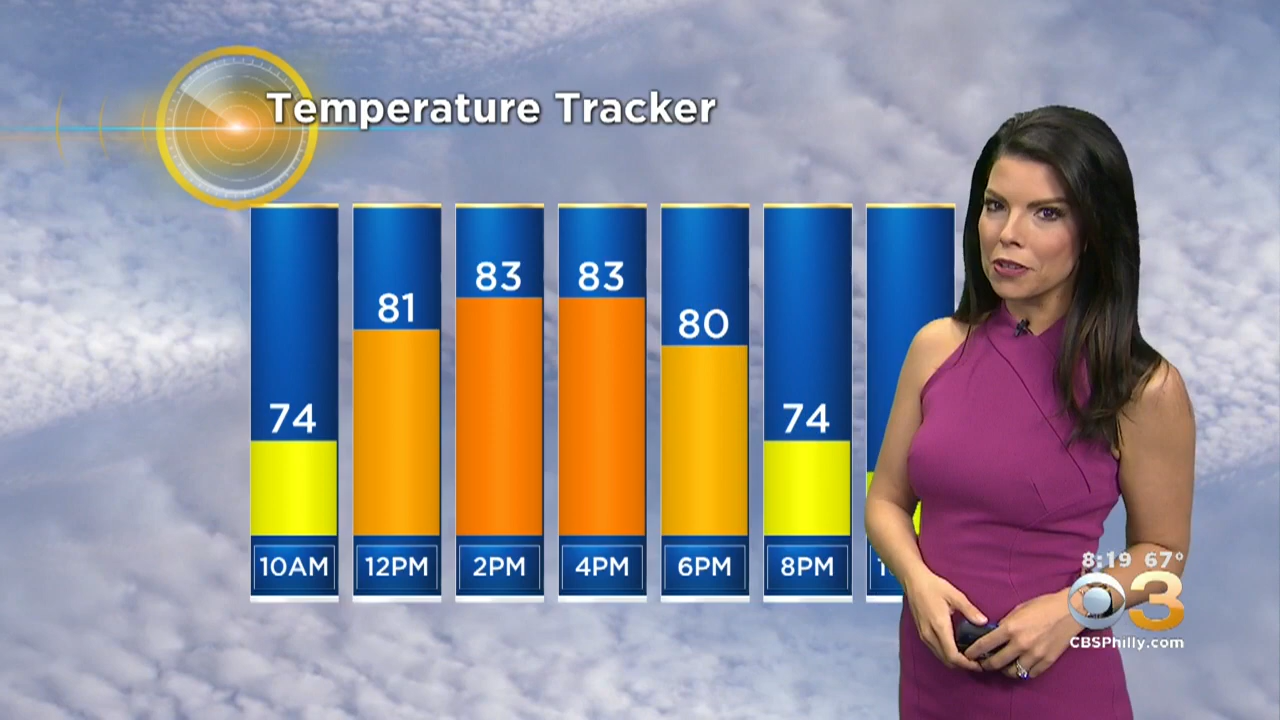 Temperature Tracker
74
81
83
83
80
74
10AM
12PM
2PM
4PM
6PM
8PM
8:19 67°
3
CBSPhilly.com